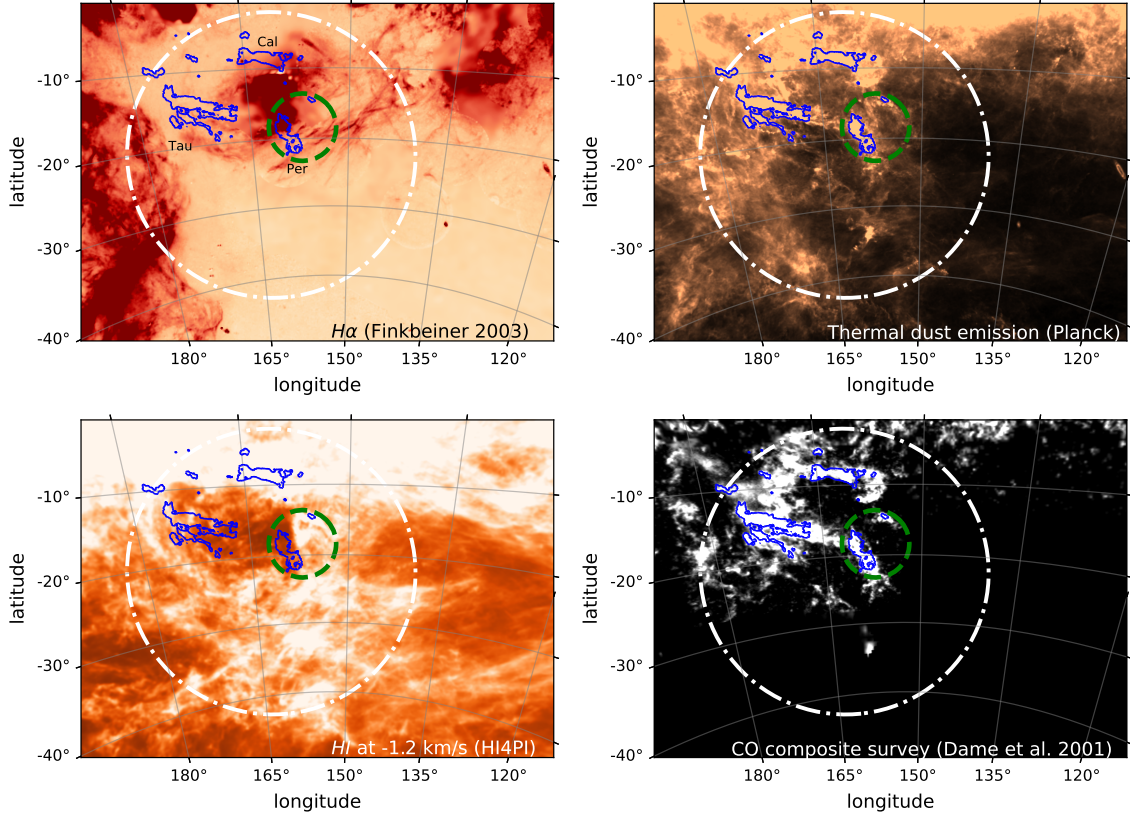 Cal
Tau
Per
-10°
-20°
-30°
-40°
latitude
Hα (Finkbeiner 2003)
180°
165°
150°
135°
120°
longitude
-10°
-20°
-30°
-40°
latitude
Thermal dust emission (Planck)
180°
165°
150°
135°
120°
longitude
-10°
-20°
-30°
-40°
latitude
HI at -1.2 km/s (HI4PI)
180°
165°
150°
135°
120°
longitude
-10°
-20°
-30°
-40°
latitude
CO composite survey (Dame et al. 2001)
180°
165°
150°
135°
120°
longitude